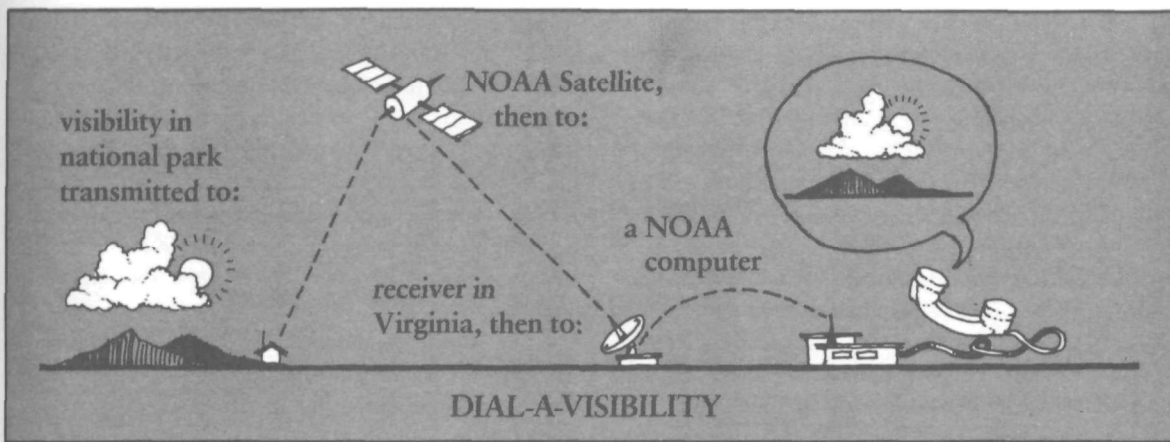 visibility in
national park
transmitted to:
NOAA Satellite,
then to:
receiver in
Virginia, then to:
a NOAA
computer
DIAL-A-VISIBILITY